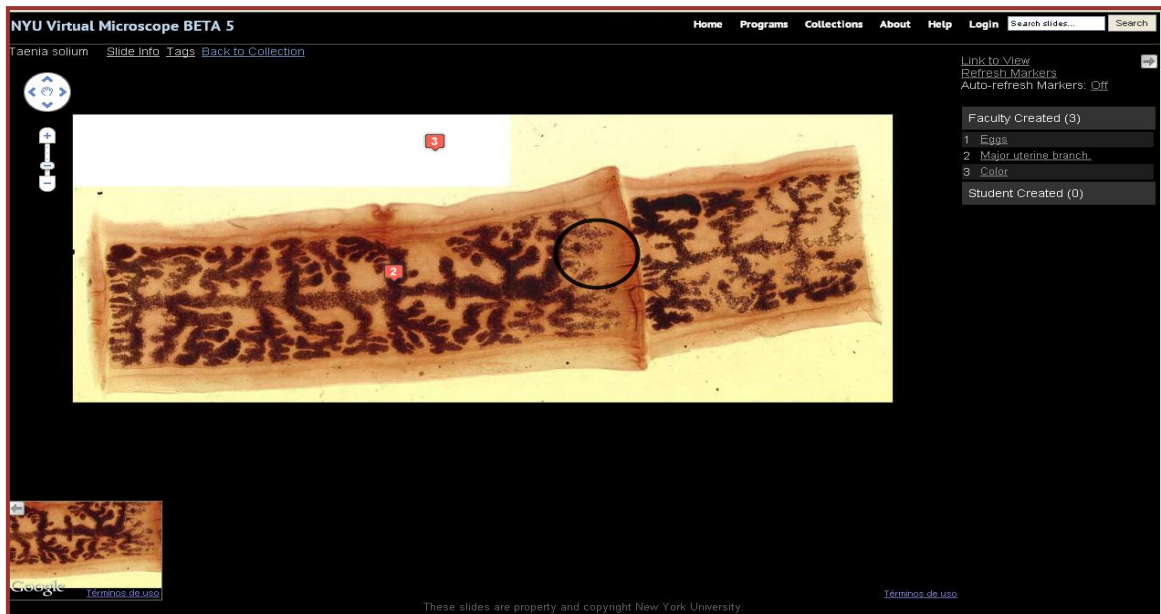 NYU Virtual Microscope BETA 5
Home Programs Collections About Help Login Search slides... Search
Taenia solium Slide Info Tags Back to Collection
Link to View
Refresh Markers
Auto-refresh Markers: Off
Faculty Created (3)
1 Eggs
2 Major uterine branch.
3 Color
Student Created (0)
3
2
Google
Términos de uso
Términos de uso
These slides are property and copyright New York University.